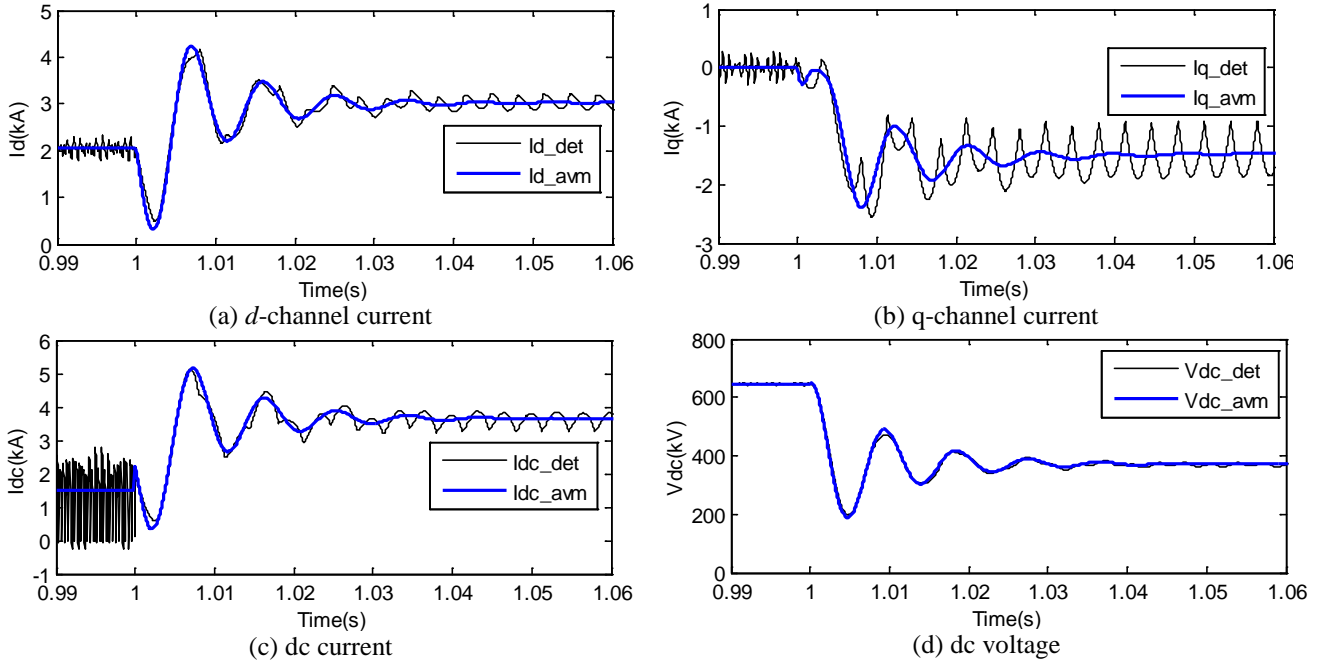 5
4
3
2
1
0
Id(kA)
Id_det
Id_avm
0.99 1 1.01 1.02 1.03 1.04 1.05 1.06
Time(s)
(a) d-channel current
1
0
-1
-2
-3
Iq(kA)
Iq_det
Iq_avm
0.99 1 1.01 1.02 1.03 1.04 1.05 1.06
Time(s)
(b) q-channel current
6
5
4
3
2
1
0
-1
Idc(kA)
Idc_det
Idc_avm
0.99 1 1.01 1.02 1.03 1.04 1.05 1.06
Time(s)
(c) dc current
800
600
400
200
0
Vdc(kV)
Vdc_det
Vdc_avm
0.99 1 1.01 1.02 1.03 1.04 1.05 1.06
Time(s)
(d) dc voltage